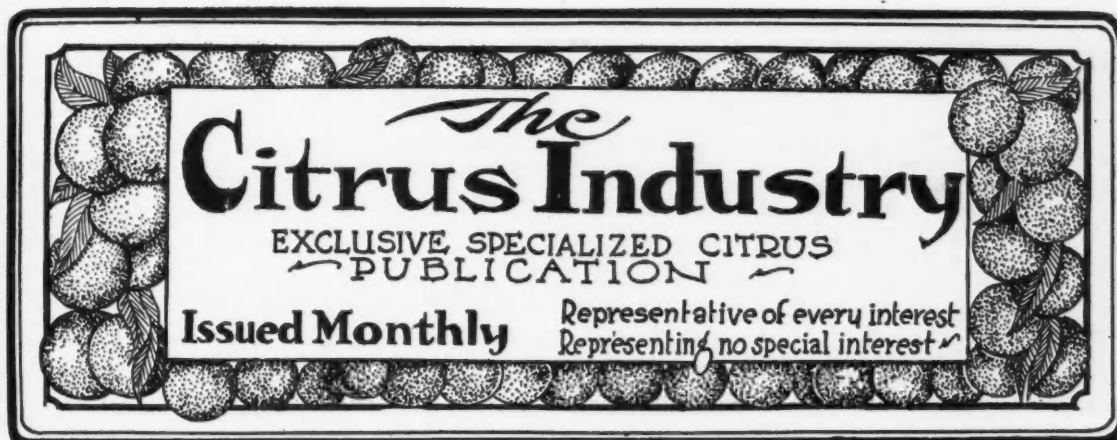 The
Citrus Industry
EXCLUSIVE SPECIALIZED CITRUS
PUBLICATION
Issued Monthly
Representative of every interest
Representing no special interest